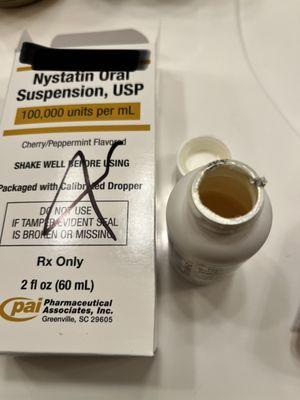 Nystatin Oral
Suspension, USP
100,000 units per mL
Cherry/Peppermint Flavored
SHAKE WELL BEFORE USING
Packaged with Calibrated Dropper
DO NOT USE
IF TAMPER EVIDENT SEAL
IS BROKEN OR MISSING
Rx Only
2 fl oz (60 mL)
pai Pharmaceutical
Associates, Inc.
Greenville, SC 29605